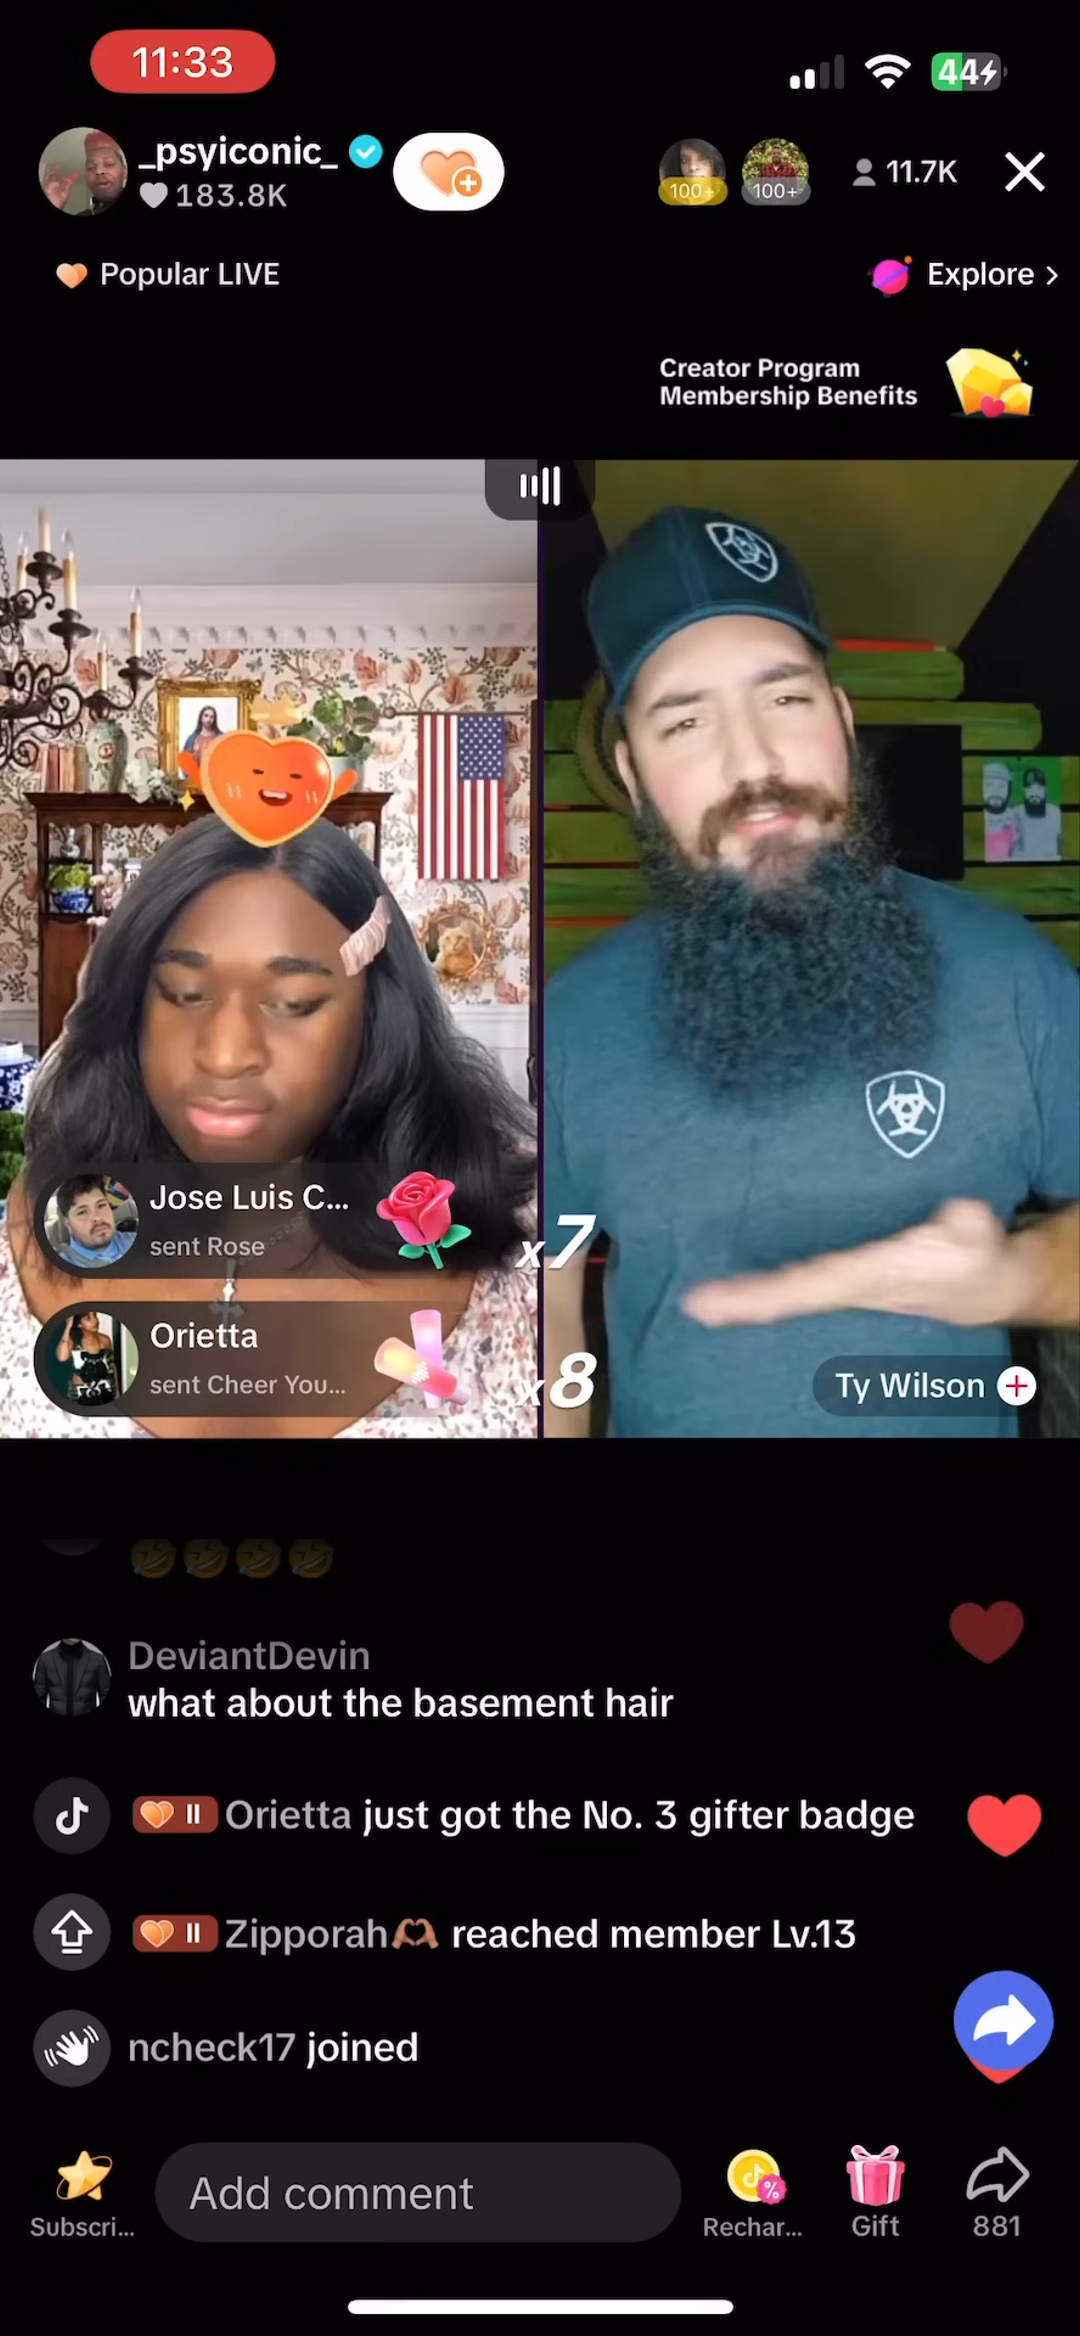 11:33
44
_psyiconic_
183.8K
100+
100+
11.7K
Popular LIVE
Explore >
Creator Program
Membership Benefits
Jose Luis C...
sent Rose
x7
Orietta
sent Cheer You...
x8
Ty Wilson
🤣🤣🤣🤣
DeviantDevin
what about the basement hair
II Orietta just got the No. 3 gifter badge
II Zipporah🫶🏽 reached member Lv.13
ncheck17 joined
Subscri...
Add comment
Rechar...
Gift
881